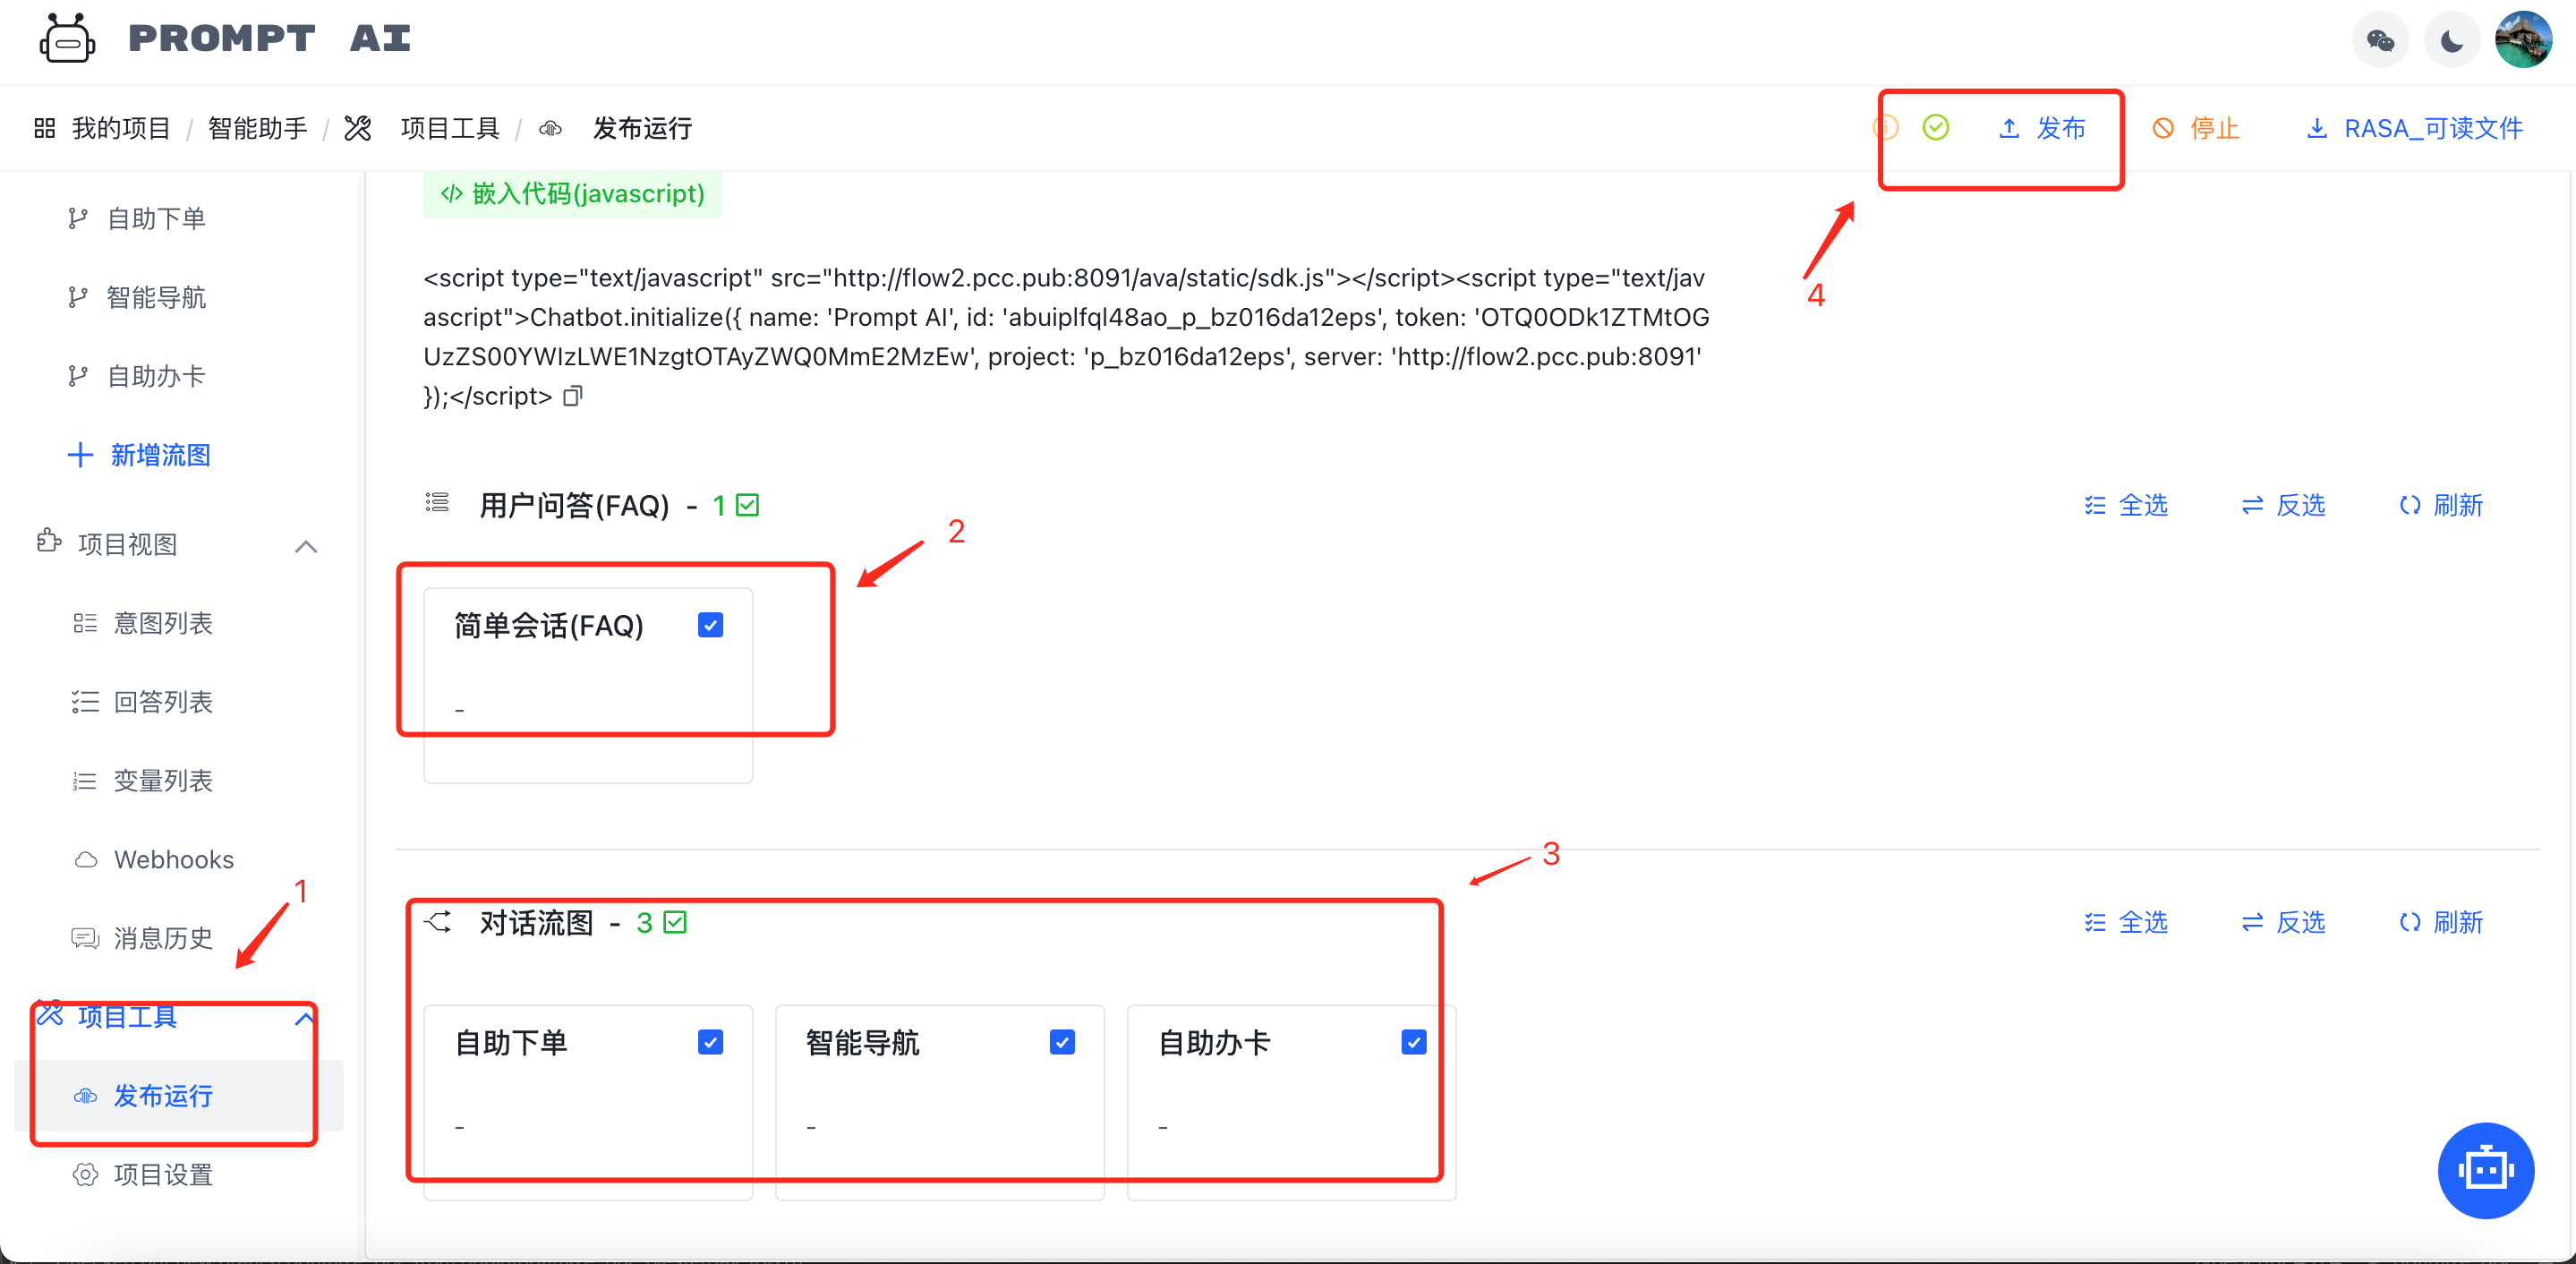 PROMPT AI
我的项目 / 智能助手 / 项目工具 / 发布运行
发布
停止
RASA_可读文件
4
自助下单
智能导航
自助办卡
新增流图
项目视图
意图列表
回答列表
变量列表
Webhooks
消息历史
1
项目工具
发布运行
项目设置
</> 嵌入代码(javascript)
<script type="text/javascript" src="http://flow2.pcc.pub:8091/ava/static/sdk.js"></script><script type="text/jav
ascript">Chatbot.initialize({ name: 'Prompt AI', id: 'abuiplfql48ao_p_bz016da12eps', token: 'OTQ0ODk1ZTMtOG
UzZS00YWIzLWE1NzgtOTAyZWQ0MmE2MzEw', project: 'p_bz016da12eps', server: 'http://flow2.pcc.pub:8091'
});</script>
用户问答(FAQ) - 1
全选
反选
刷新
2
简单会话(FAQ)
-
3
对话流图 - 3
全选
反选
刷新
自助下单
-
智能导航
-
自助办卡
-